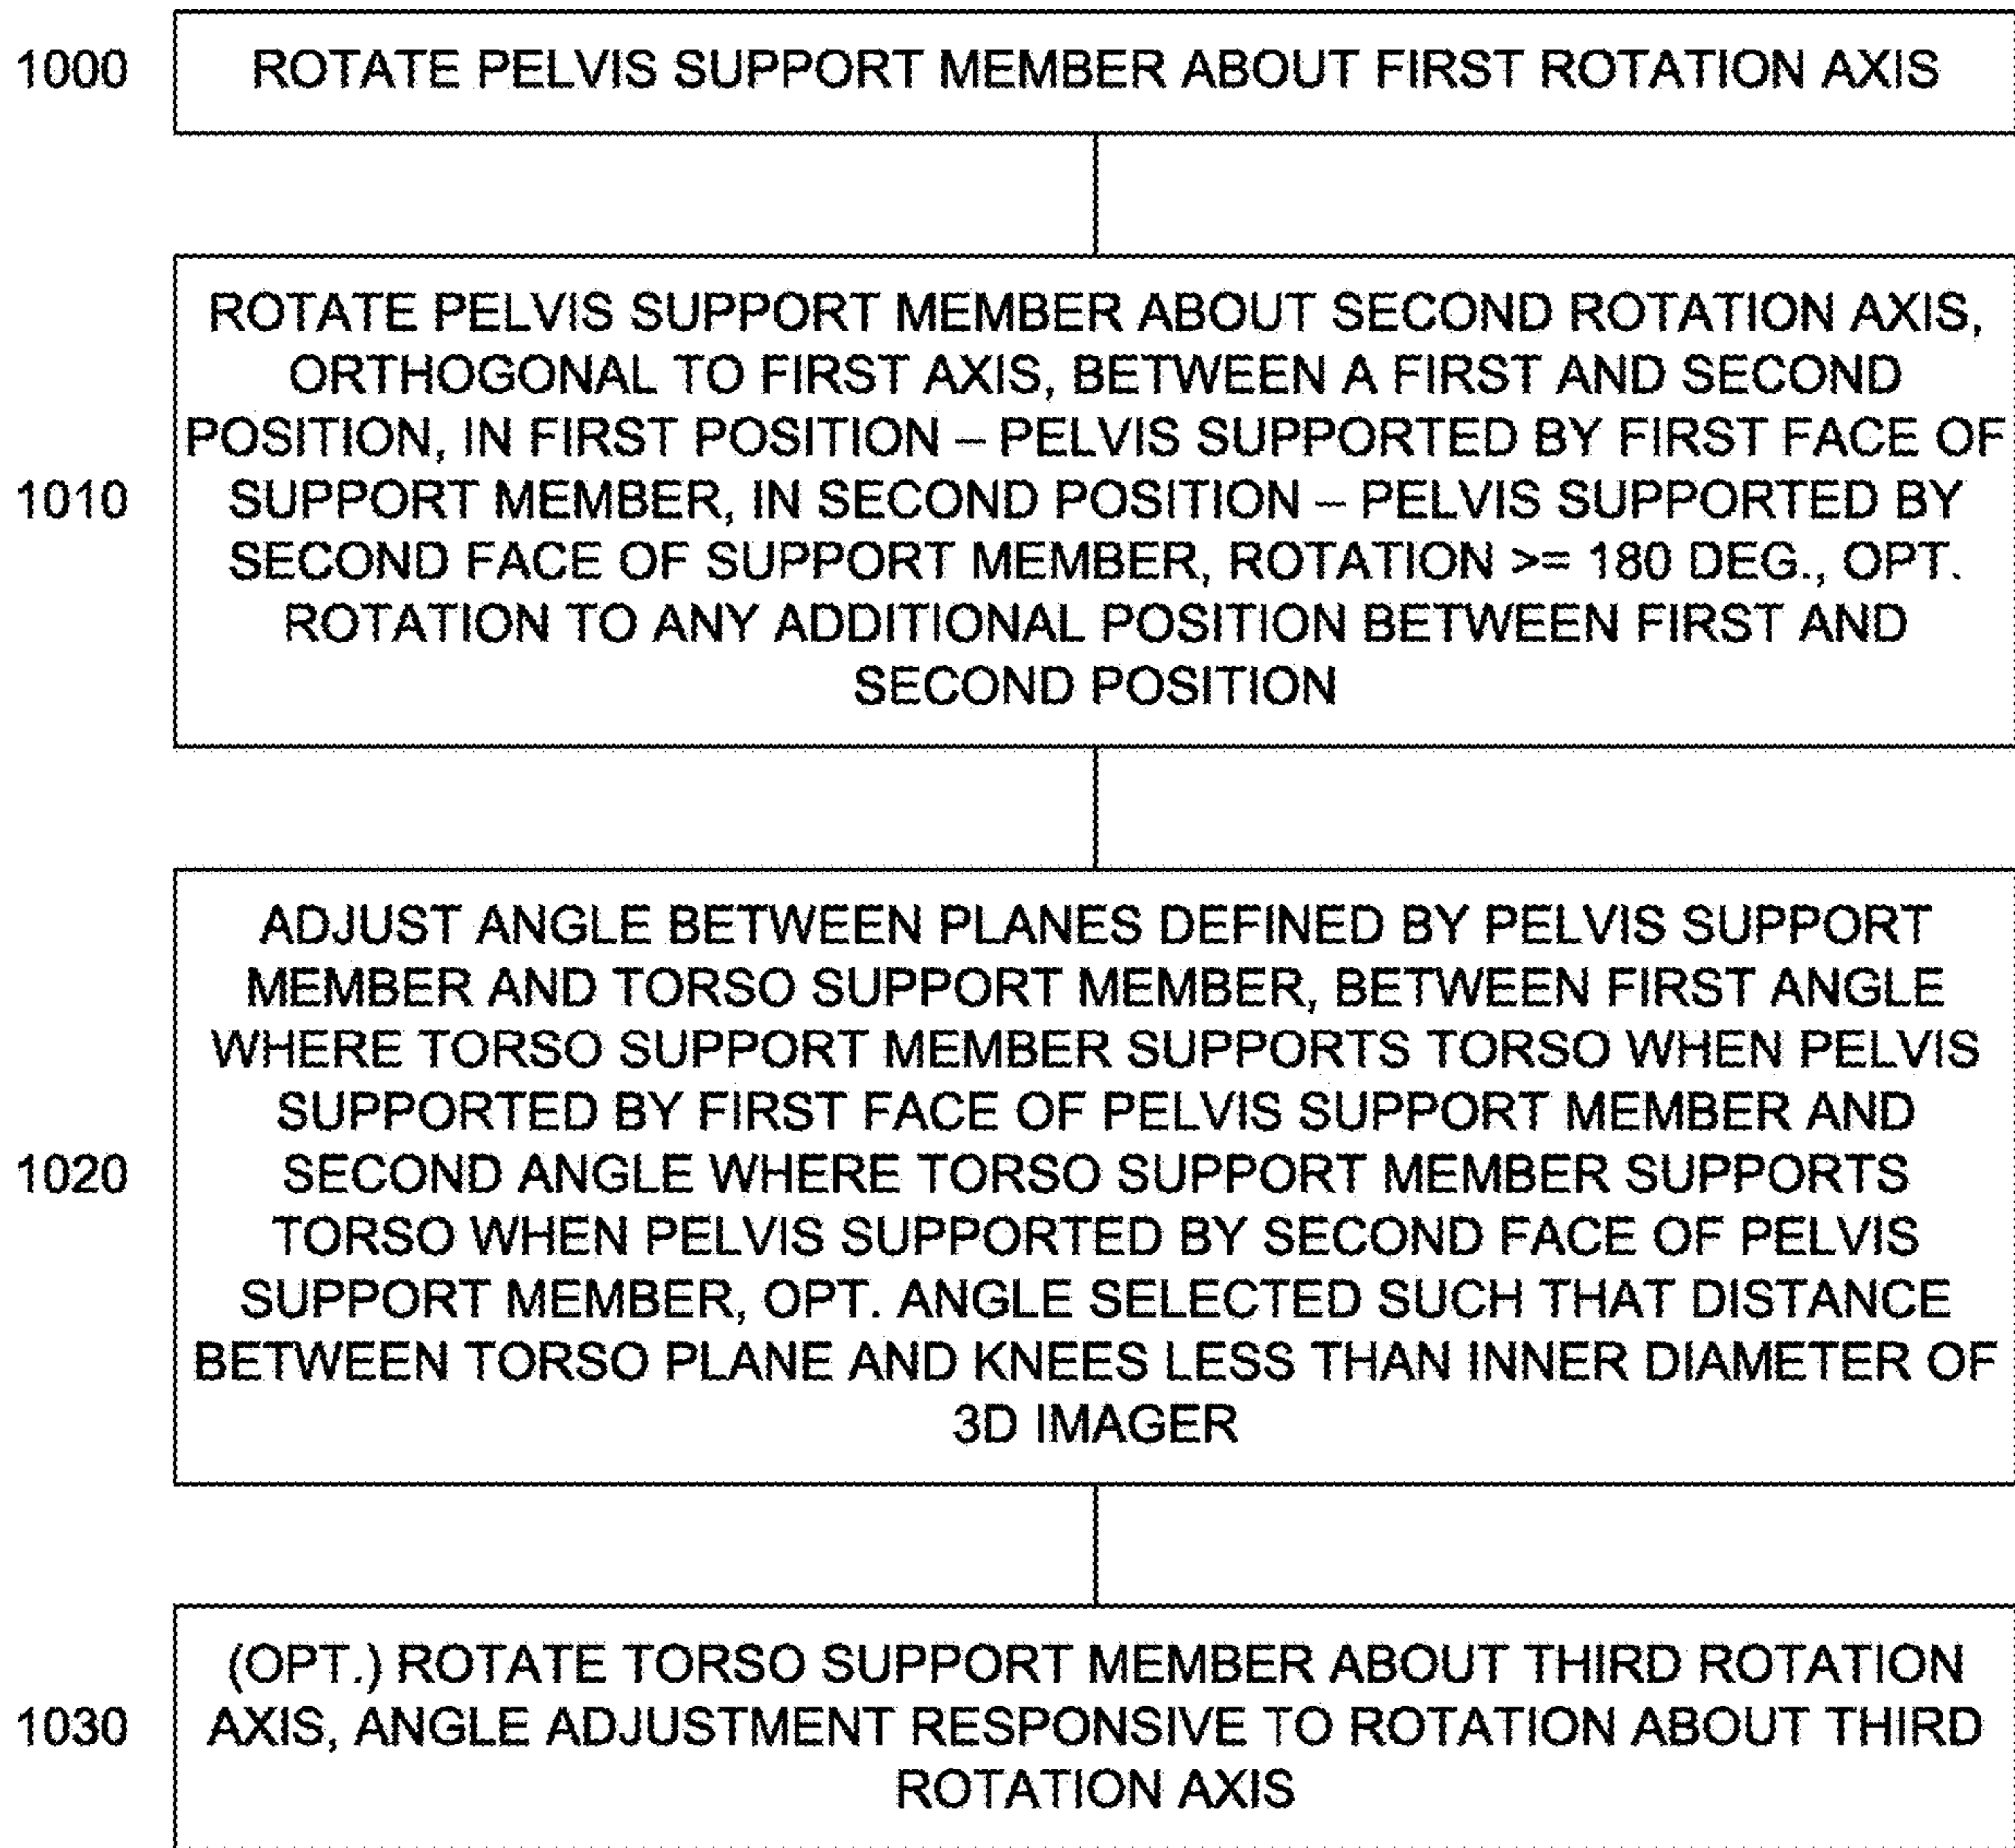 1000
ROTATE PELVIS SUPPORT MEMBER ABOUT FIRST ROTATION AXIS
1010
ROTATE PELVIS SUPPORT MEMBER ABOUT SECOND ROTATION AXIS,
ORTHOGONAL TO FIRST AXIS, BETWEEN A FIRST AND SECOND
POSITION, IN FIRST POSITION – PELVIS SUPPORTED BY FIRST FACE OF
SUPPORT MEMBER, IN SECOND POSITION – PELVIS SUPPORTED BY
SECOND FACE OF SUPPORT MEMBER, ROTATION >= 180 DEG., OPT.
ROTATION TO ANY ADDITIONAL POSITION BETWEEN FIRST AND
SECOND POSITION
1020
ADJUST ANGLE BETWEEN PLANES DEFINED BY PELVIS SUPPORT
MEMBER AND TORSO SUPPORT MEMBER, BETWEEN FIRST ANGLE
WHERE TORSO SUPPORT MEMBER SUPPORTS TORSO WHEN PELVIS
SUPPORTED BY FIRST FACE OF PELVIS SUPPORT MEMBER AND
SECOND ANGLE WHERE TORSO SUPPORT MEMBER SUPPORTS
TORSO WHEN PELVIS SUPPORTED BY SECOND FACE OF PELVIS
SUPPORT MEMBER, OPT. ANGLE SELECTED SUCH THAT DISTANCE
BETWEEN TORSO PLANE AND KNEES LESS THAN INNER DIAMETER OF
3D IMAGER
1030
(OPT.) ROTATE TORSO SUPPORT MEMBER ABOUT THIRD ROTATION
AXIS, ANGLE ADJUSTMENT RESPONSIVE TO ROTATION ABOUT THIRD
ROTATION AXIS